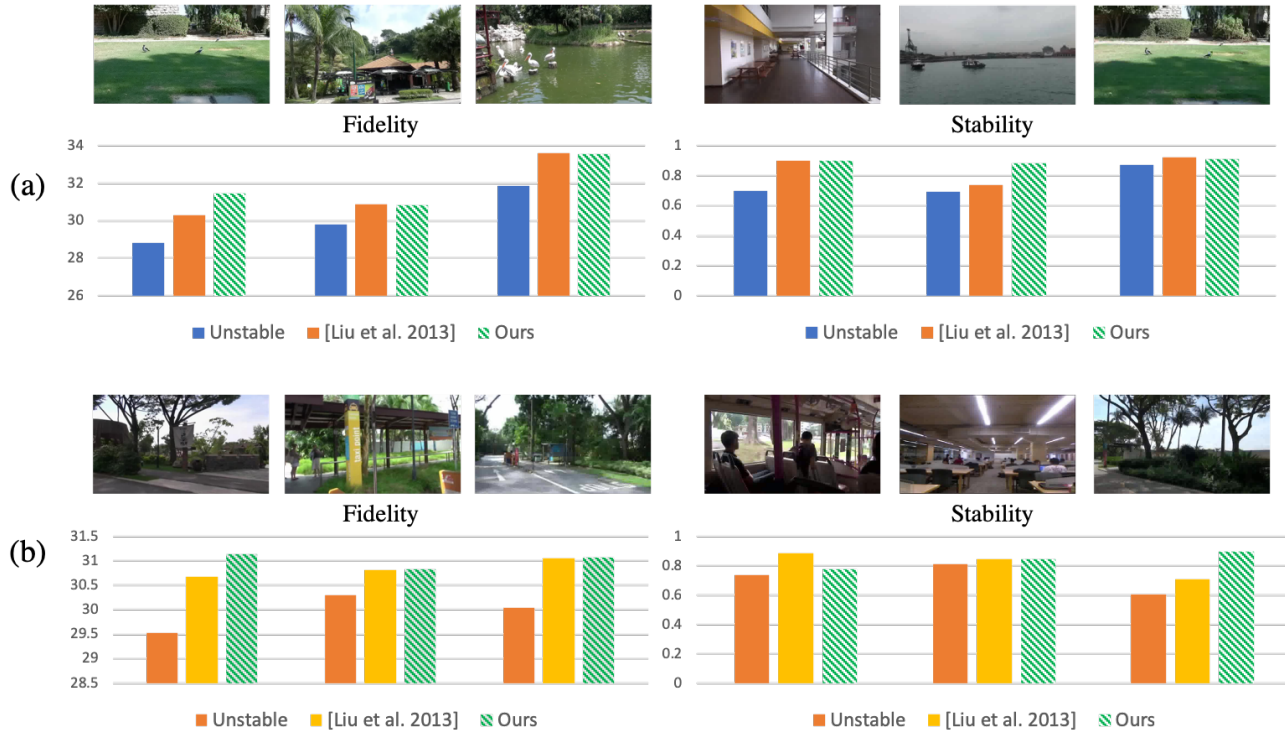 Fidelity
Stability
(a)
34
32
30
28
26
1
0.8
0.6
0.4
0.2
0
Unstable [Liu et al. 2013] Ours
Unstable [Liu et al. 2013] Ours
Fidelity
Stability
(b)
31.5
31
30.5
30
29.5
29
28.5
1
0.8
0.6
0.4
0.2
0
Unstable [Liu et al. 2013] Ours
Unstable [Liu et al. 2013] Ours